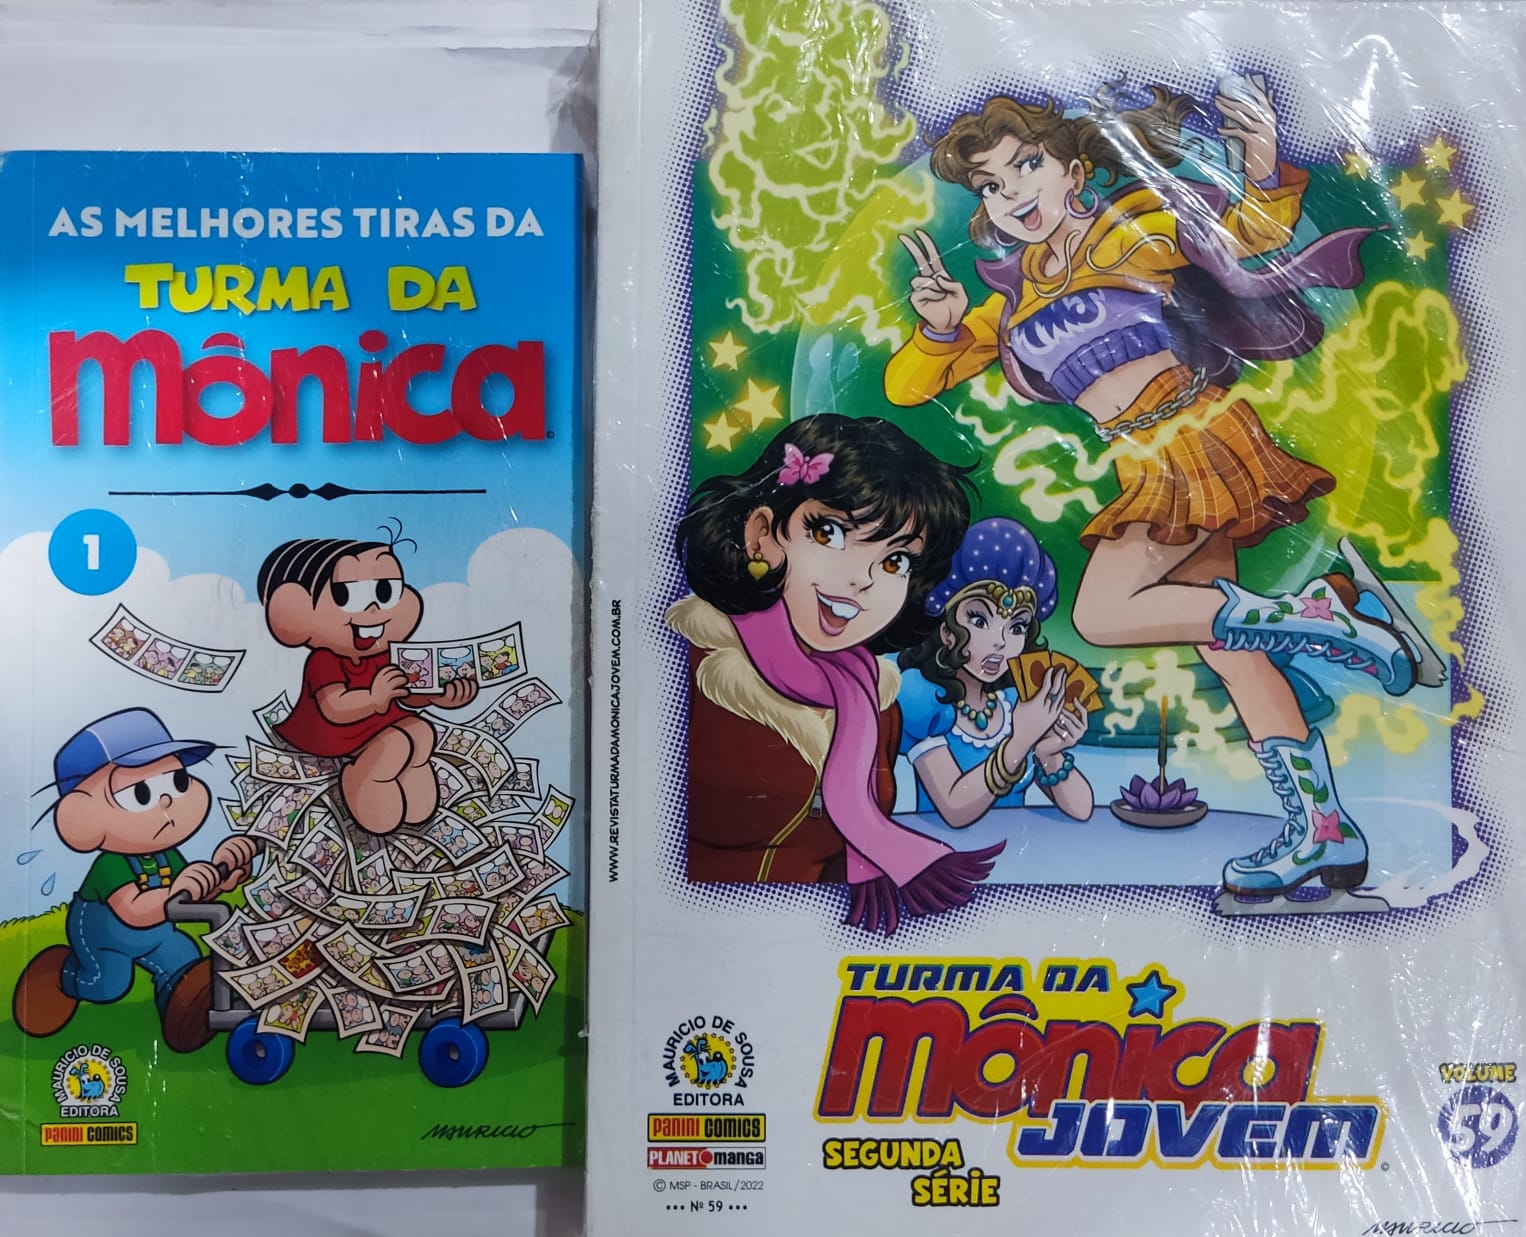 AS MELHORES TIRAS DA
TURMA DA
mônica
1
MAURICIO DE SOUSA
EDITORA
PANINI COMICS
MAURICIO
WWW.REVISTATURMADAMONICAJOVEM.COM.BR
TURMA DA
mônica
JOVEM
SEGUNDA
SÉRIE
VOLUME
59
MAURICIO DE SOUSA
EDITORA
PANINI COMICS
PLANET manga
© MSP - BRASIL/2022
••• Nº 59 •••
MAURICIO